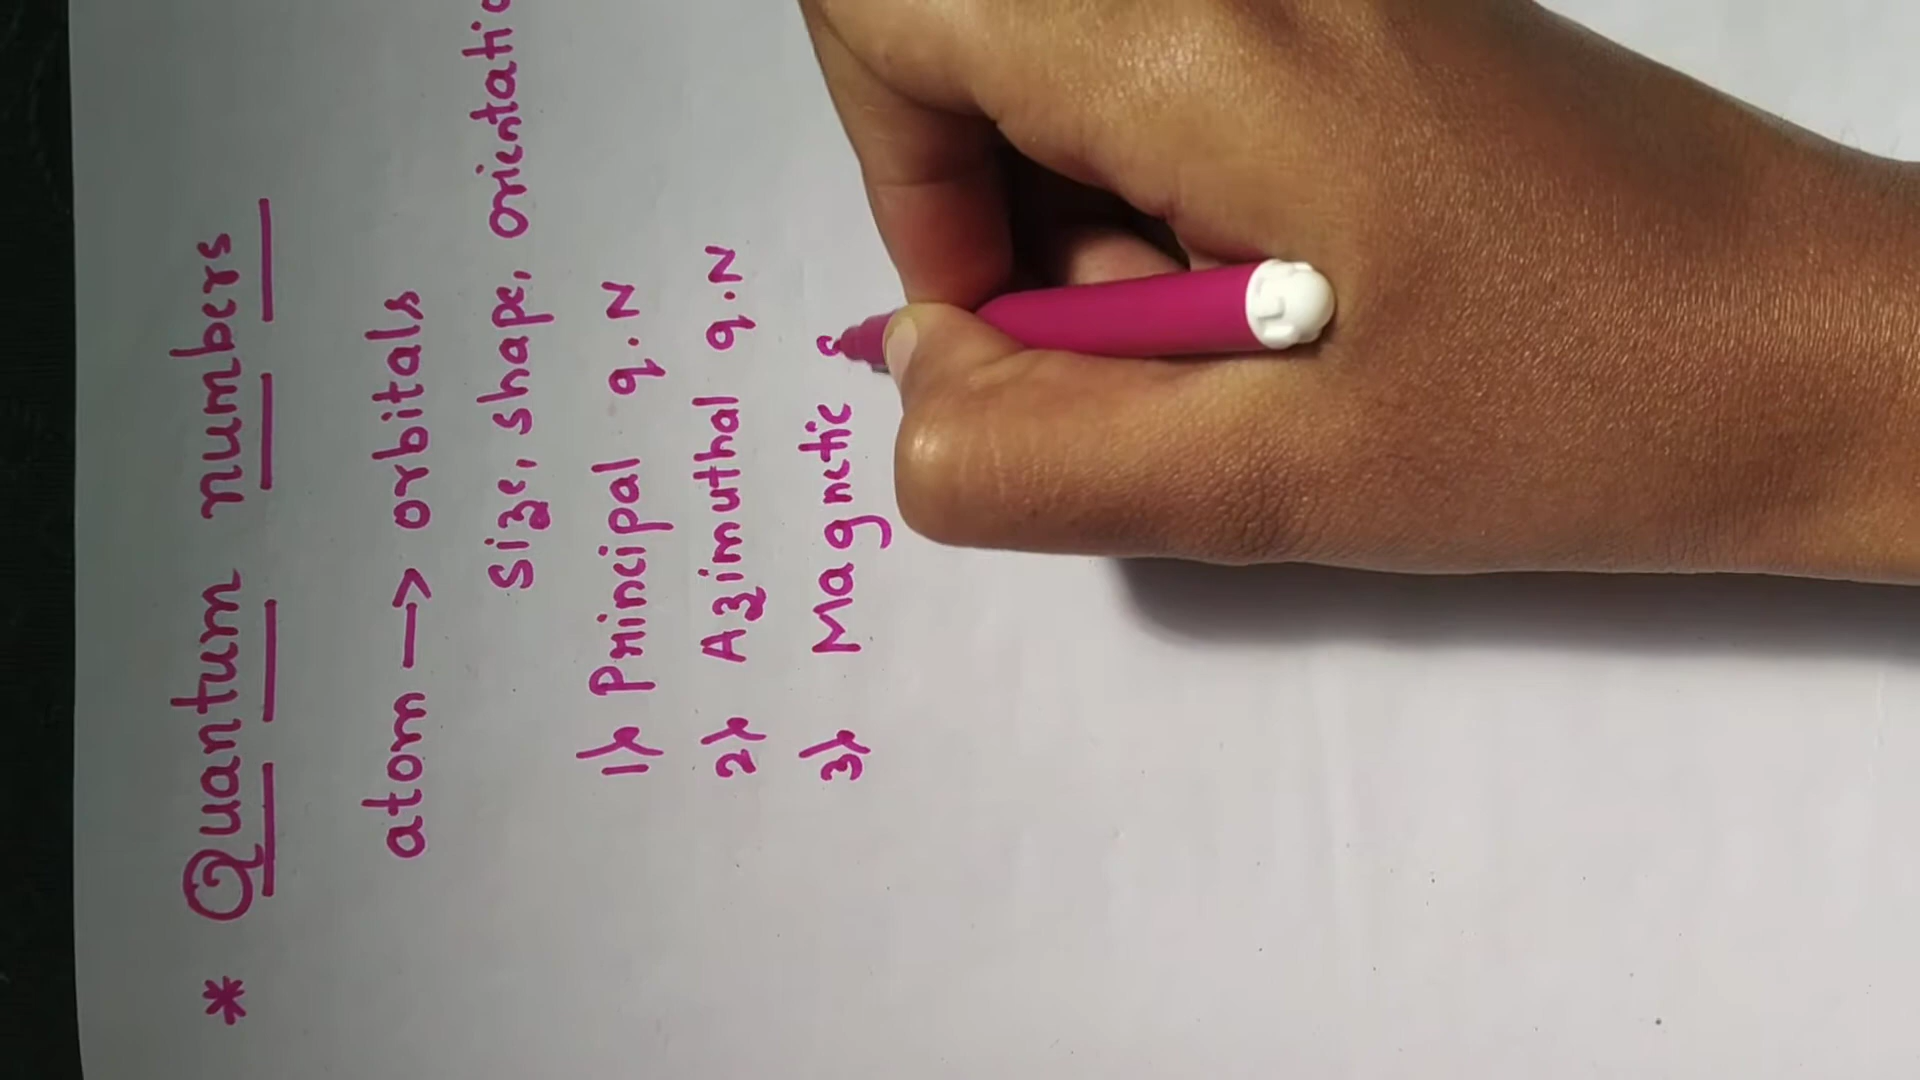 * Quantum numbers
atom → orbitals
Size, shape, orientatio
1) Principal q.N
2) Azimuthal q.N
3) Magnetic